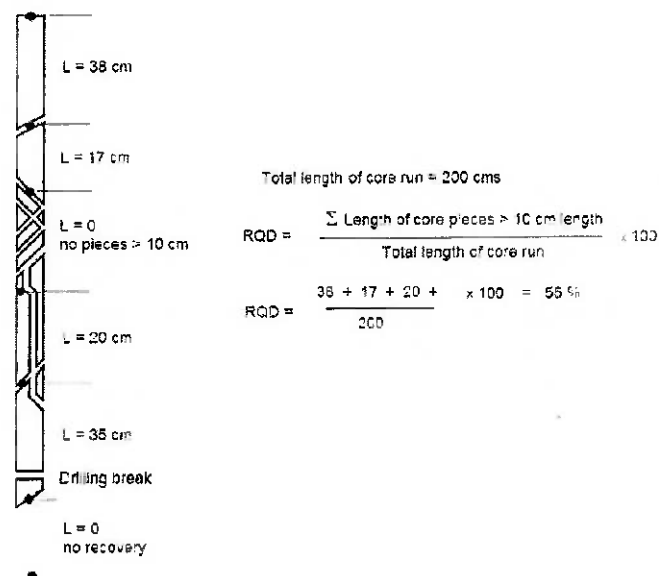 L = 38 cm
L = 17 cm
L = 0
no pieces > 10 cm
L = 20 cm
L = 35 cm
Drilling break
L = 0
no recovery
Total length of core run = 200 cms
RQD = Σ Length of core pieces > 10 cm length x 100
Total length of core run
RQD = 38 + 17 + 20 + x 100 = 55 %
200